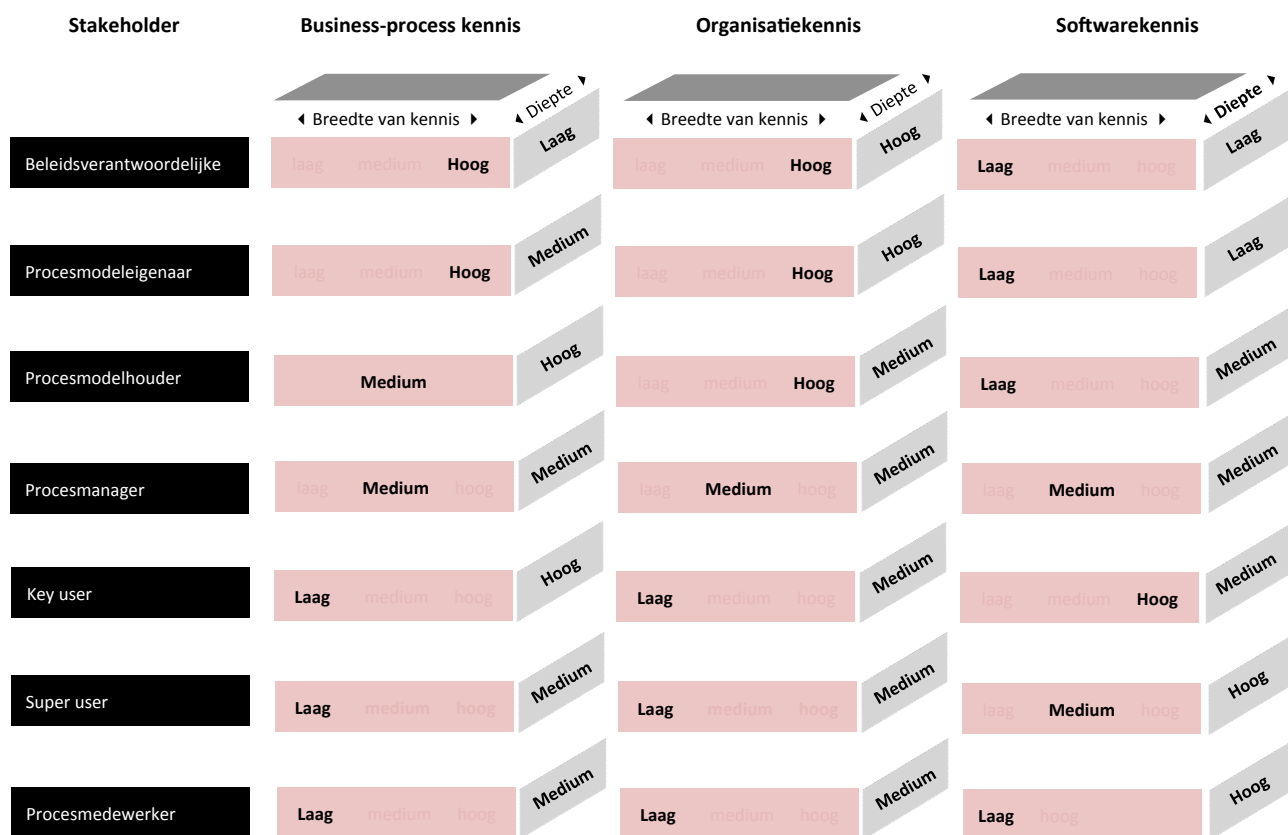 Stakeholder Business-process kennis Organisatiekennis Softwarekennis
Diepte Diepte Diepte
Breedte van kennis Breedte van kennis Breedte van kennis
Beleidsverantwoordelijke laag medium Hoog Laag laag medium Hoog Hoog Laag medium hoog Laag
Procesmodeleigenaar laag medium Hoog Medium laag medium Hoog Hoog Laag medium hoog Laag
Procesmodelhouder Medium Hoog laag medium Hoog Medium Laag medium hoog Medium
Procesmanager laag Medium hoog Medium laag Medium hoog Medium laag Medium hoog Medium
Key user Laag medium hoog Hoog Laag medium hoog Medium laag medium Hoog Medium
Super user Laag medium hoog Medium Laag medium hoog Medium laag Medium hoog Hoog
Procesmedewerker Laag medium hoog Medium Laag medium hoog Medium Laag hoog Hoog